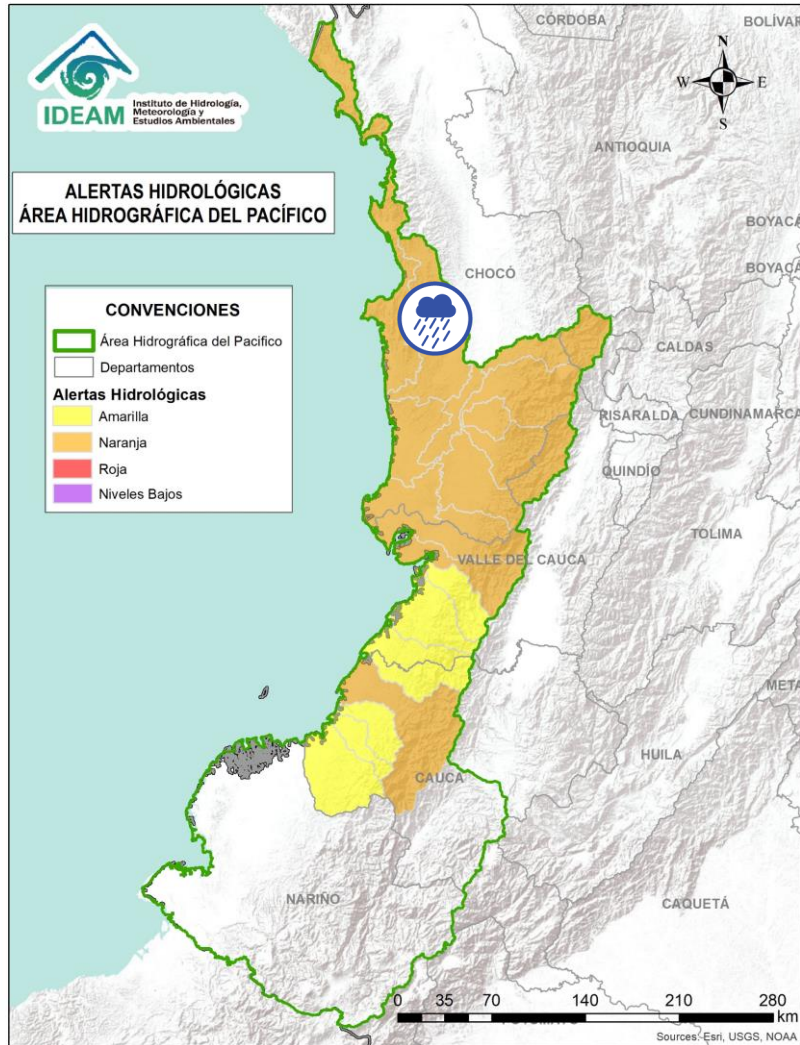 CÓRDOBA
BOLÍVAR
N
W E
S
IDEAM
Instituto de Hidrología,
Meteorología y
Estudios Ambientales
ANTIOQUIA
ALERTAS HIDROLÓGICAS
ÁREA HIDROGRÁFICA DEL PACÍFICO
BOYACÁ
BOYACÁ
CHOCÓ
CONVENCIONES
Área Hidrográfica del Pacifico
Departamentos
Alertas Hidrológicas
Amarilla
Naranja
Roja
Niveles Bajos
CALDAS
RISARALDA
CUNDINAMARCA
QUINDÍO
TOLIMA
VALLE DEL CAUCA
META
HUILA
CAUCA
NARIÑO
CAQUETÁ
0 35 70 140 210 280
km
Sources: Esri, USGS, NOAA